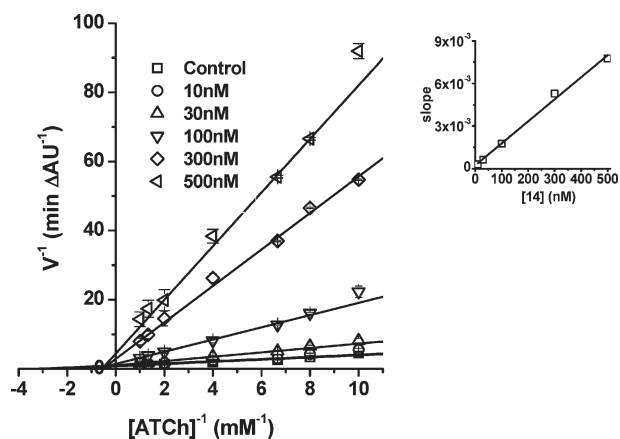 100
80
60
40
20
0
V⁻¹ (min ΔAU⁻¹)
Control
10nM
30nM
100nM
300nM
500nM
-4 -2 0 2 4 6 8 10
[ATCh]⁻¹ (mM⁻¹)
9x10⁻³
6x10⁻³
3x10⁻³
0
slope
100 200 300 400 500
[14] (nM)